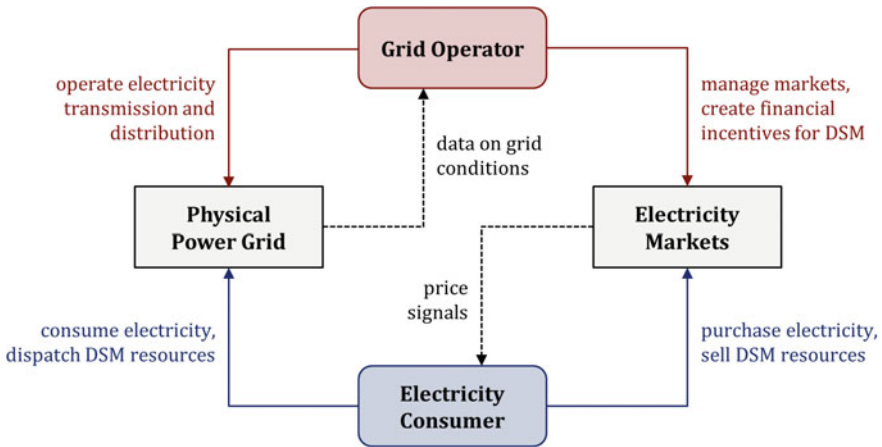 Grid Operator
operate electricity
transmission and
distribution
manage markets,
create financial
incentives for DSM
data on grid
conditions
Physical
Power Grid
Electricity
Markets
price
signals
consume electricity,
dispatch DSM resources
purchase electricity,
sell DSM resources
Electricity
Consumer